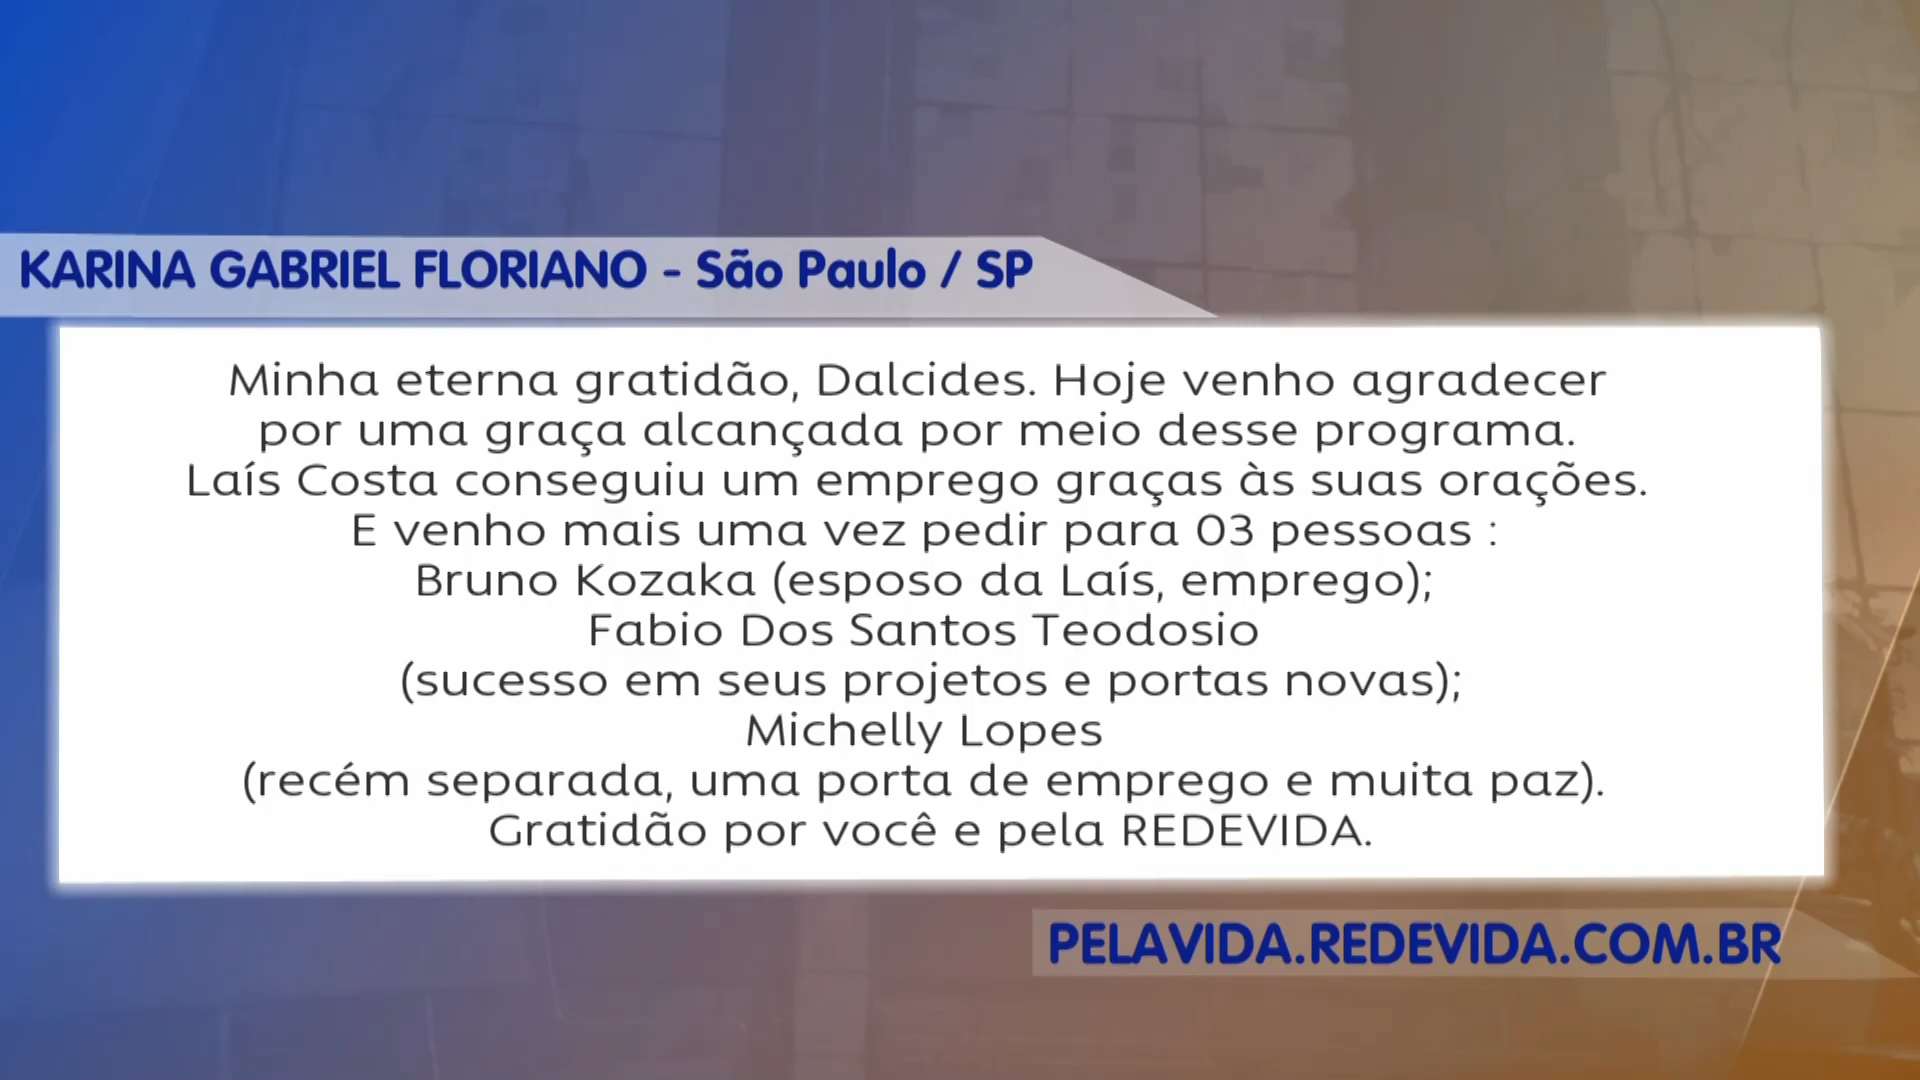 KARINA GABRIEL FLORIANO - São Paulo / SP
Minha eterna gratidão, Dalcides. Hoje venho agradecer
por uma graça alcançada por meio desse programa.
Laís Costa conseguiu um emprego graças às suas orações.
E venho mais uma vez pedir para 03 pessoas :
Bruno Kozaka (esposo da Laís, emprego);
Fabio Dos Santos Teodosio
(sucesso em seus projetos e portas novas);
Michelly Lopes
(recém separada, uma porta de emprego e muita paz).
Gratidão por você e pela REDEVIDA.
PELAVIDA.REDEVIDA.COM.BR